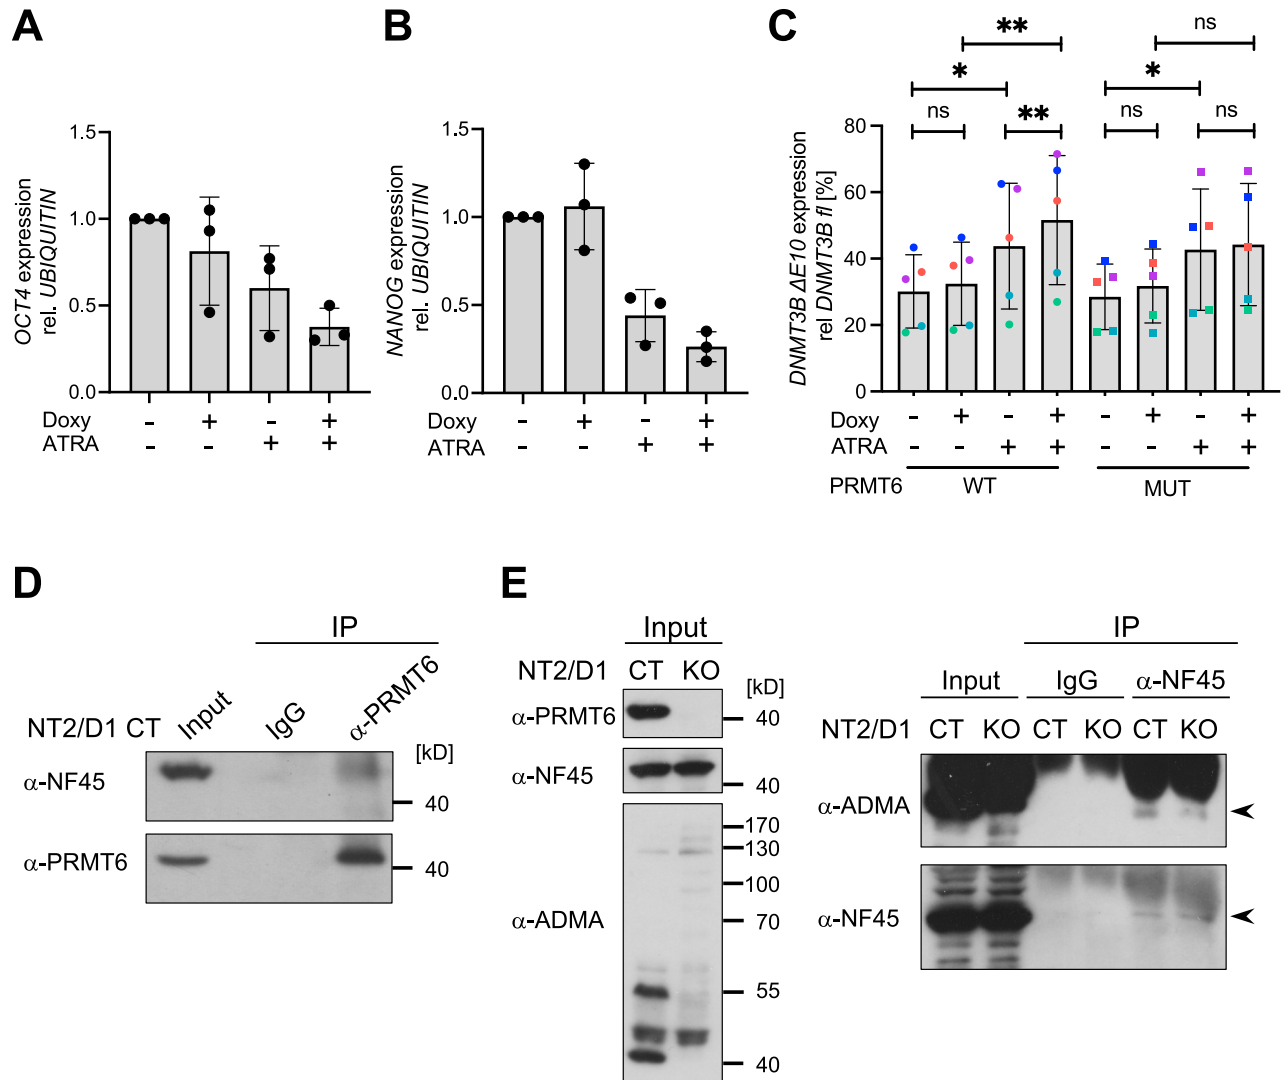 A
OCT4 expression
rel. UBIQUITIN
1.5
1.0
0.5
0.0
Doxy - + - +
ATRA - - + +
B
NANOG expression
rel. UBIQUITIN
1.5
1.0
0.5
0.0
Doxy - + - +
ATRA - - + +
C
** ns
* *
ns ** ns ns
DNMT3B ΔE10 expression
rel DNMT3B fl [%]
80
60
40
20
0
Doxy - + - + - + - +
ATRA - - + + - - + +
PRMT6 WT MUT
D
IP
NT2/D1 CT Input IgG α-PRMT6
[kD]
α-NF45
40
α-PRMT6
40
E
Input
NT2/D1 CT KO
[kD]
α-PRMT6
40
α-NF45
40
α-ADMA
170
130
100
70
55
40
IP
Input IgG α-NF45
NT2/D1 CT KO CT KO CT KO
α-ADMA
α-NF45